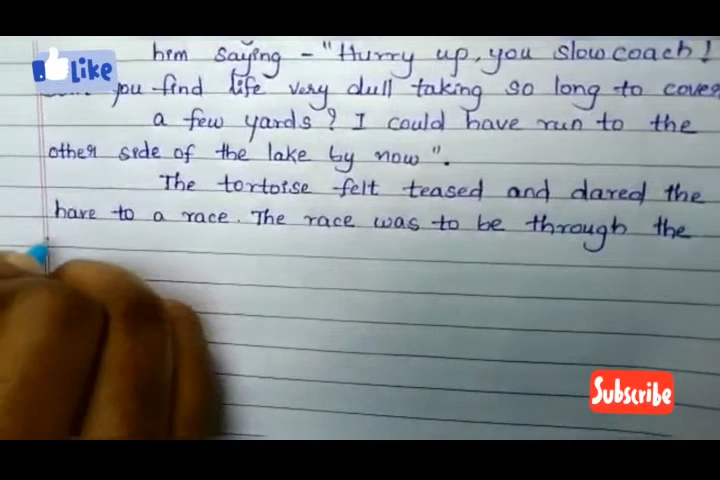 Like
him saying - "Hurry up, you slow coach!
you find life very dull taking so long to cover
a few yards? I could have run to the
other side of the lake by now".
The tortoise felt teased and dared the
hare to a race. The race was to be through the
Subscribe